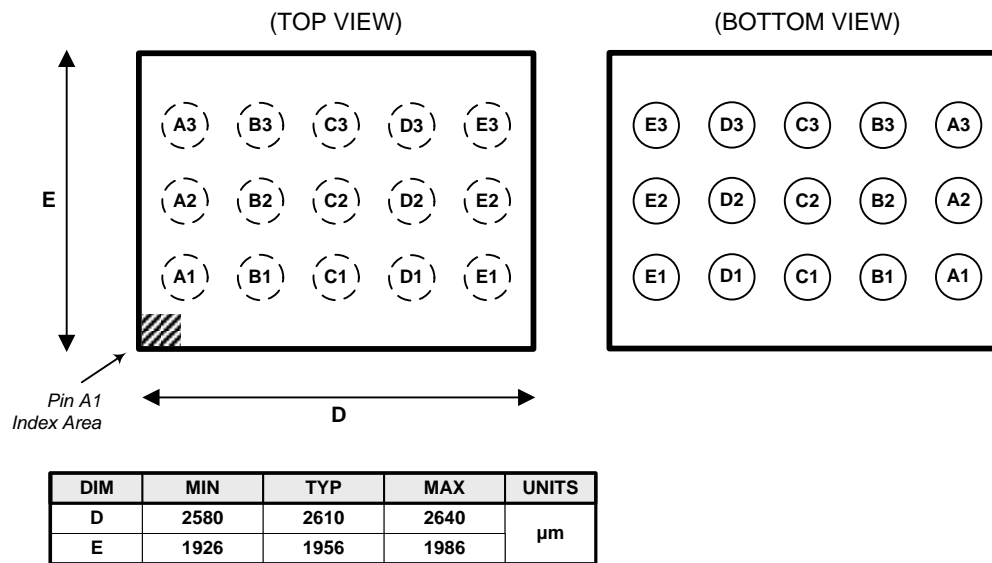 (TOP VIEW) (BOTTOM VIEW)
A3 B3 C3 D3 E3 E3 D3 C3 B3 A3
E
A2 B2 C2 D2 E2 E2 D2 C2 B2 A2
A1 B1 C1 D1 E1 E1 D1 C1 B1 A1
Pin A1
Index Area
D
DIM MIN TYP MAX UNITS
D 2580 2610 2640 µm
E 1926 1956 1986